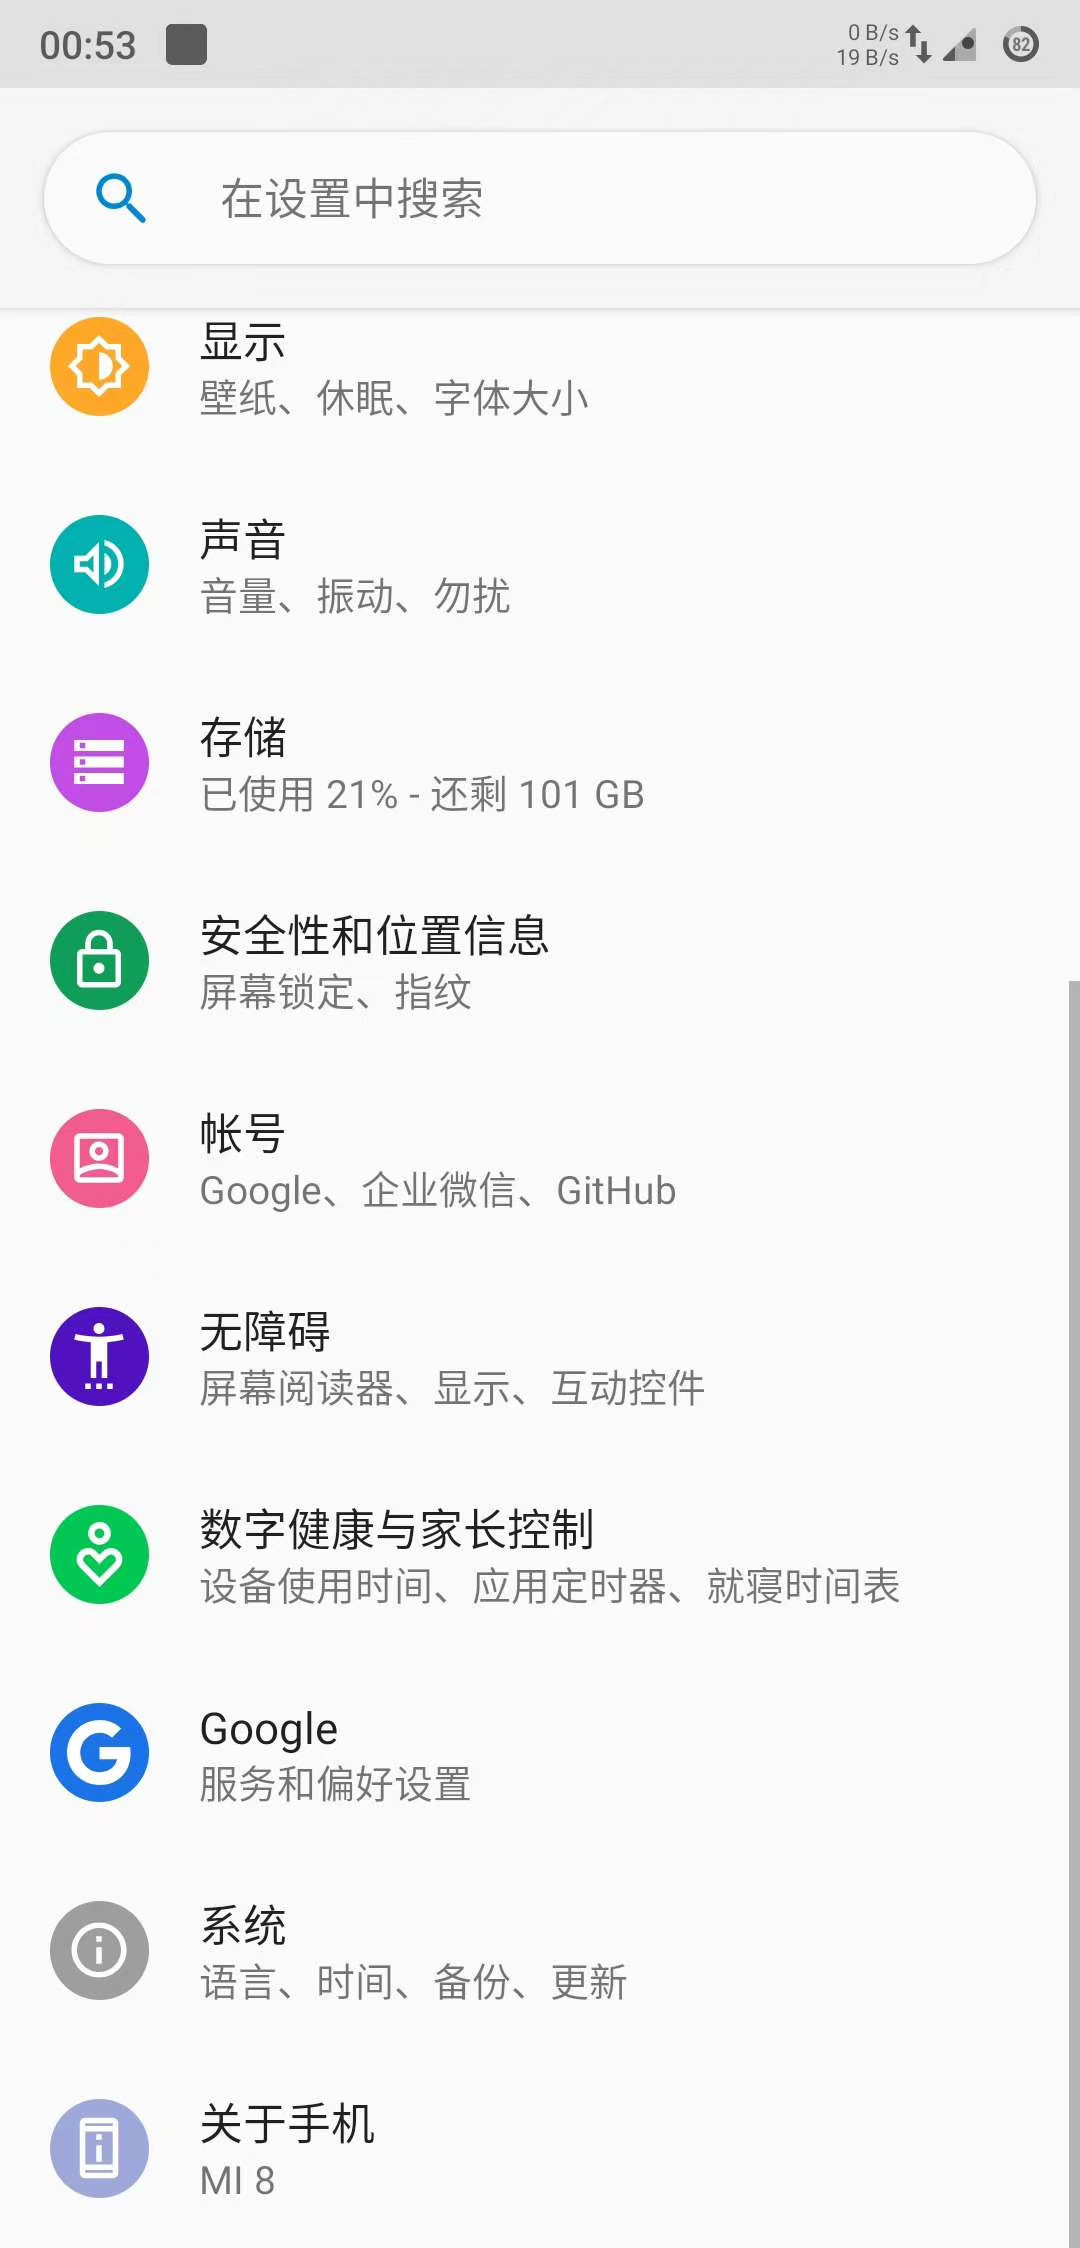 00:53
0 B/s
19 B/s
82
在设置中搜索
显示
壁纸、休眠、字体大小
声音
音量、振动、勿扰
存储
已使用 21% - 还剩 101 GB
安全性和位置信息
屏幕锁定、指纹
帐号
Google、企业微信、GitHub
无障碍
屏幕阅读器、显示、互动控件
数字健康与家长控制
设备使用时间、应用定时器、就寝时间表
Google
服务和偏好设置
系统
语言、时间、备份、更新
关于手机
MI 8